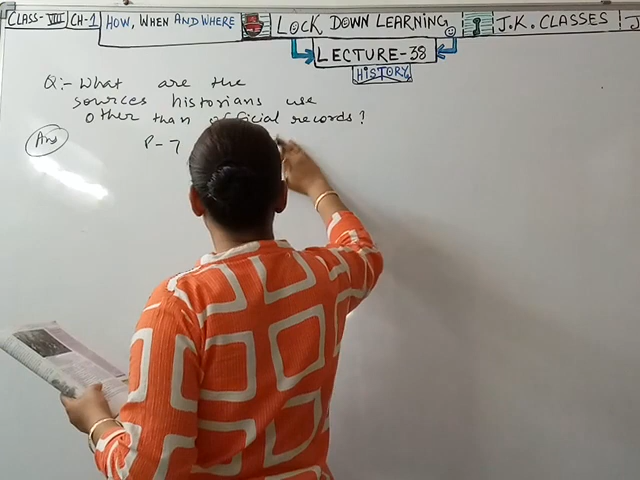 CLASS-VIII CH-1 HOW, WHEN AND WHERE LOCK DOWN LEARNING J.K. CLASSES J
LECTURE-38
HISTORY
Q:- What are the
sources historians use
other than official records?
Ans P-7